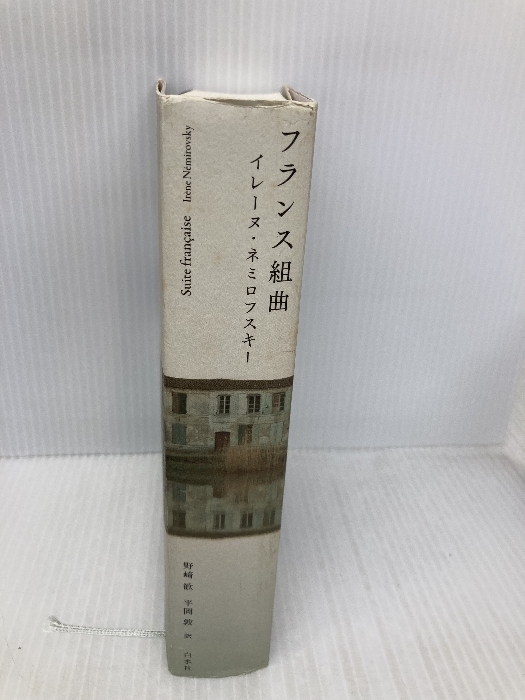 フランス組曲
イレーヌ・ネミロフスキー
Suite française Irène Némirovsky
野崎 歓 平岡 敦 訳
白水社